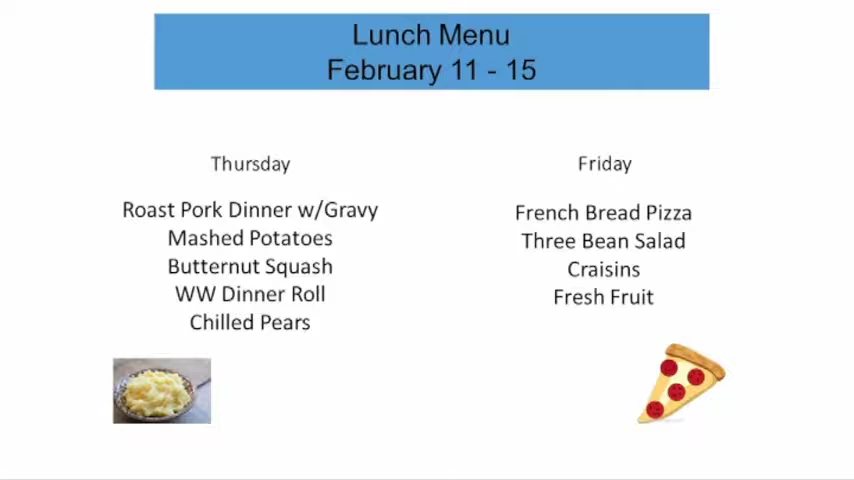 Lunch Menu
February 11 - 15
Thursday
Roast Pork Dinner w/Gravy
Mashed Potatoes
Butternut Squash
WW Dinner Roll
Chilled Pears
Friday
French Bread Pizza
Three Bean Salad
Craisins
Fresh Fruit